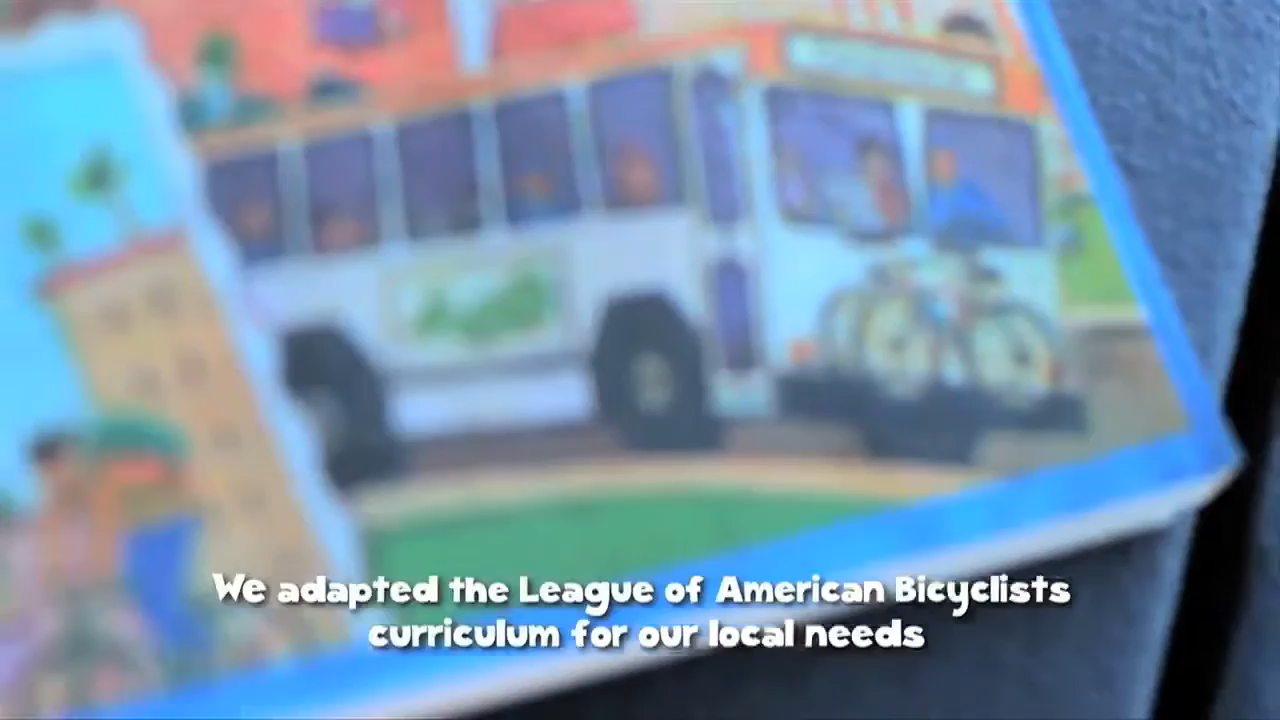 We adapted the League of American Bicyclists
curriculum for our local needs